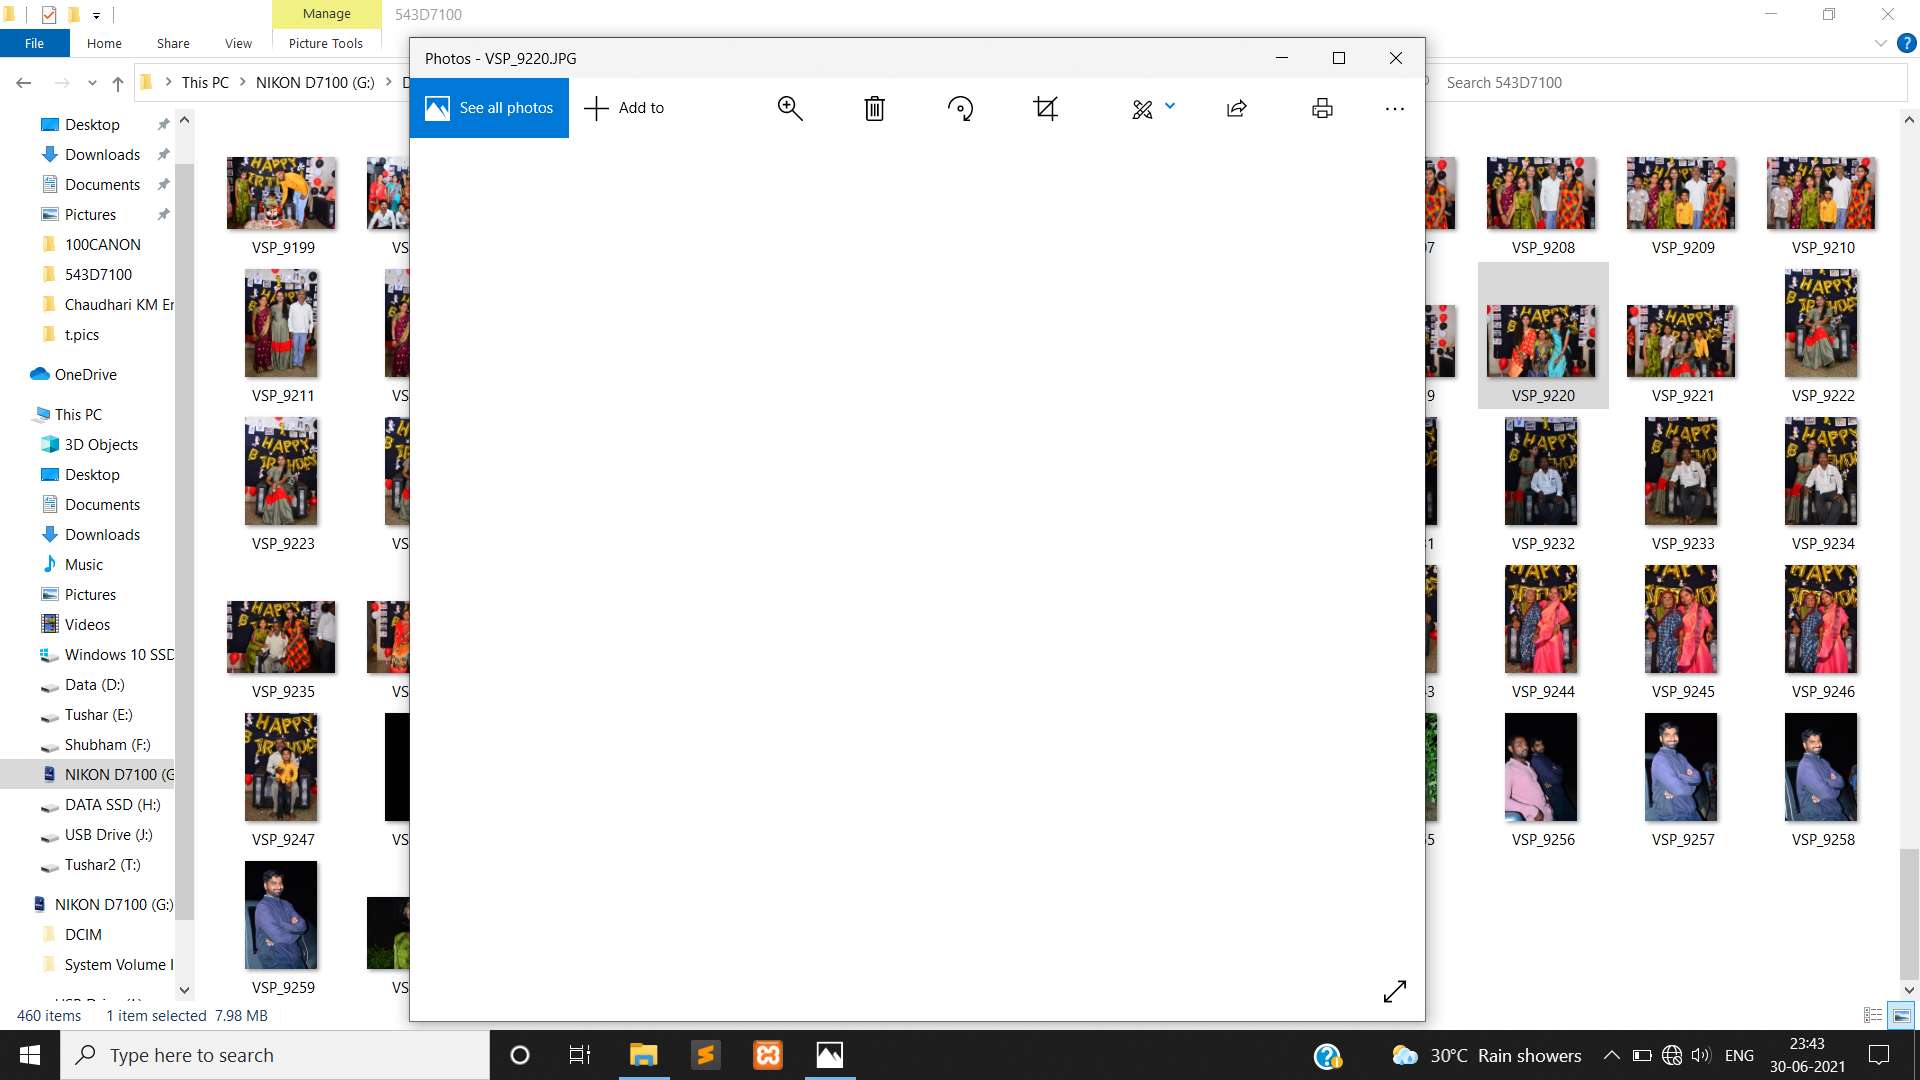 Manage
543D7100
File
Home
Share
View
Picture Tools
This PC
NIKON D7100 (G:)
Search 543D7100
Photos - VSP_9220.JPG
See all photos
Add to
Desktop
Downloads
Documents
Pictures
100CANON
543D7100
Chaudhari KM Er
t.pics
OneDrive
This PC
3D Objects
Desktop
Documents
Downloads
Music
Pictures
Videos
Windows 10 SSD
Data (D:)
Tushar (E:)
Shubham (F:)
NIKON D7100 (G
DATA SSD (H:)
USB Drive (J:)
Tushar2 (T:)
NIKON D7100 (G:)
DCIM
System Volume I
VSP_9199 VS 07 VSP_9208 VSP_9209 VSP_9210
VSP_9211 VS 9 VSP_9220 VSP_9221 VSP_9222
VSP_9223 VS 31 VSP_9232 VSP_9233 VSP_9234
VSP_9235 VS 3 VSP_9244 VSP_9245 VSP_9246
VSP_9247 VS 55 VSP_9256 VSP_9257 VSP_9258
VSP_9259 VS
460 items 1 item selected 7.98 MB
Type here to search
30°C Rain showers
ENG
23:43
30-06-2021